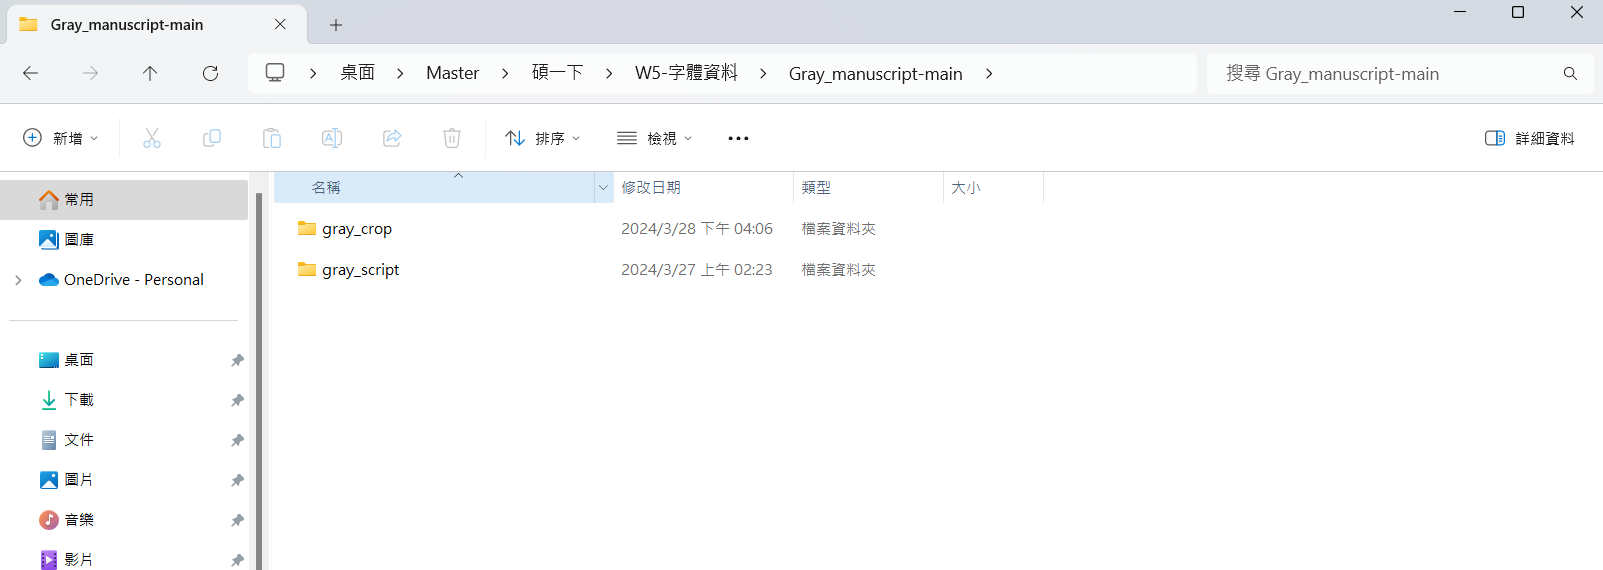 Gray_manuscript-main
桌面 > Master > 碩一下 > W5-字體資料 > Gray_manuscript-main >
搜尋 Gray_manuscript-main
新增
排序
檢視
詳細資料
常用
圖庫
OneDrive - Personal
桌面
下載
文件
圖片
音樂
影片
名稱 修改日期 類型 大小
gray_crop 2024/3/28 下午 04:06 檔案資料夾
gray_script 2024/3/27 上午 02:23 檔案資料夾